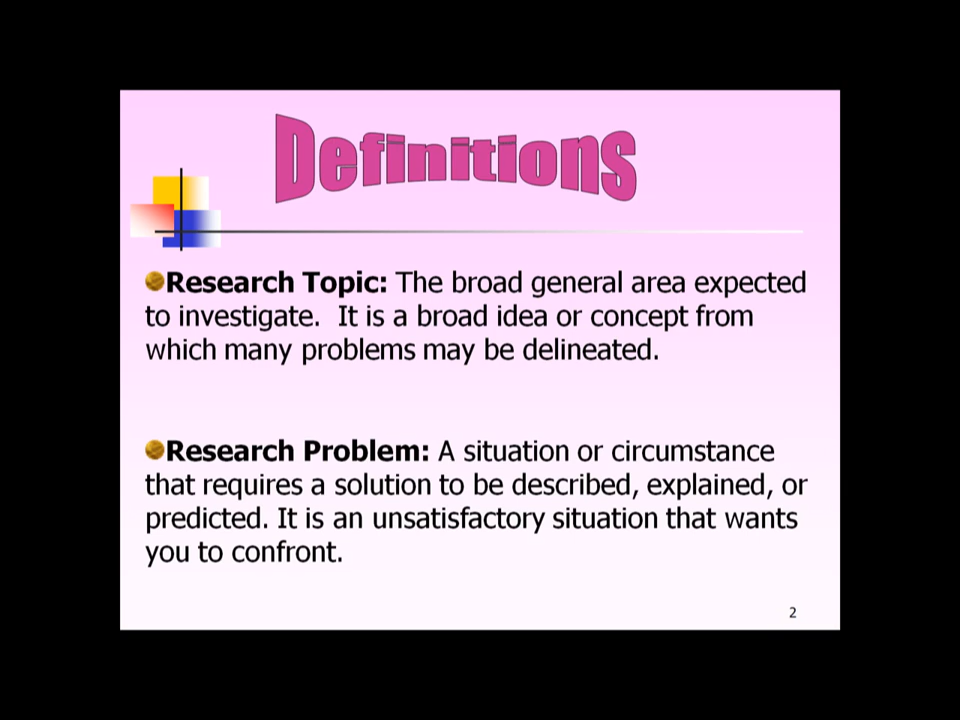 Definitions
Research Topic: The broad general area expected
to investigate.  It is a broad idea or concept from
which many problems may be delineated.
Research Problem: A situation or circumstance
that requires a solution to be described, explained, or
predicted. It is an unsatisfactory situation that wants
you to confront.
2